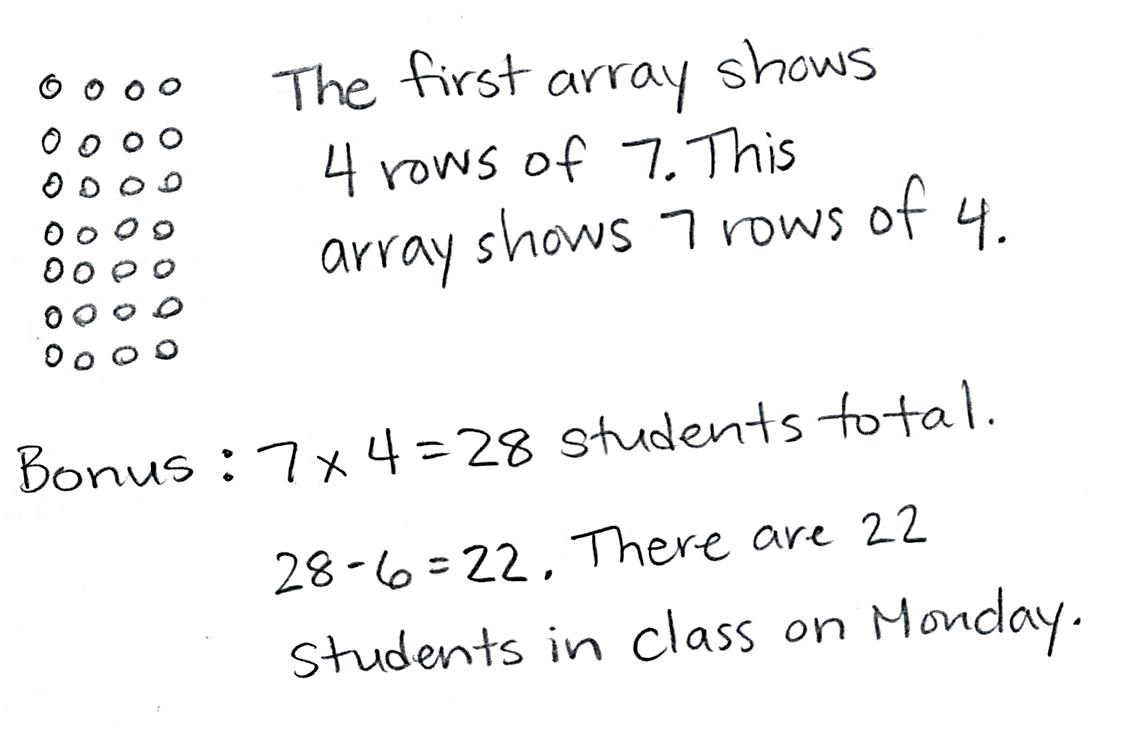 The first array shows
4 rows of 7. This
array shows 7 rows of 4.
Bonus : 7 x 4 = 28 students total.
28 - 6 = 22. There are 22
students in class on Monday.